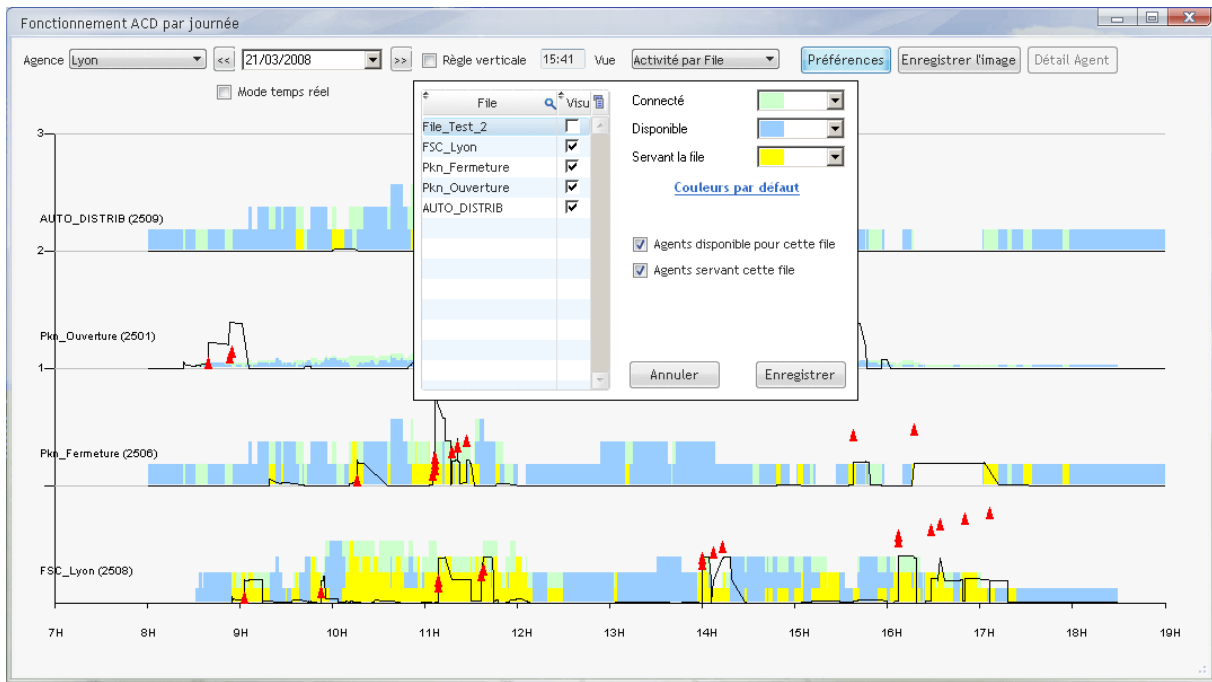 Fonctionnement ACD par journée
Agence Lyon << 21/03/2008 >> Règle verticale 15:41 Vue Activité par File Préférences Enregistrer l'image Détail Agent
Mode temps réel
File Visu
File_Test_2
FSC_Lyon
Pkn_Fermeture
Pkn_Ouverture
AUTO_DISTRIB
Connecté
Disponible
Servant la file
Couleurs par défaut
Agents disponible pour cette file
Agents servant cette file
Annuler Enregistrer
3
AUTO_DISTRIB (2509)
2
Pkn_Ouverture (2501)
1
Pkn_Fermeture (2506)
FSC_Lyon (2508)
7H 8H 9H 10H 11H 12H 13H 14H 15H 16H 17H 18H 19H